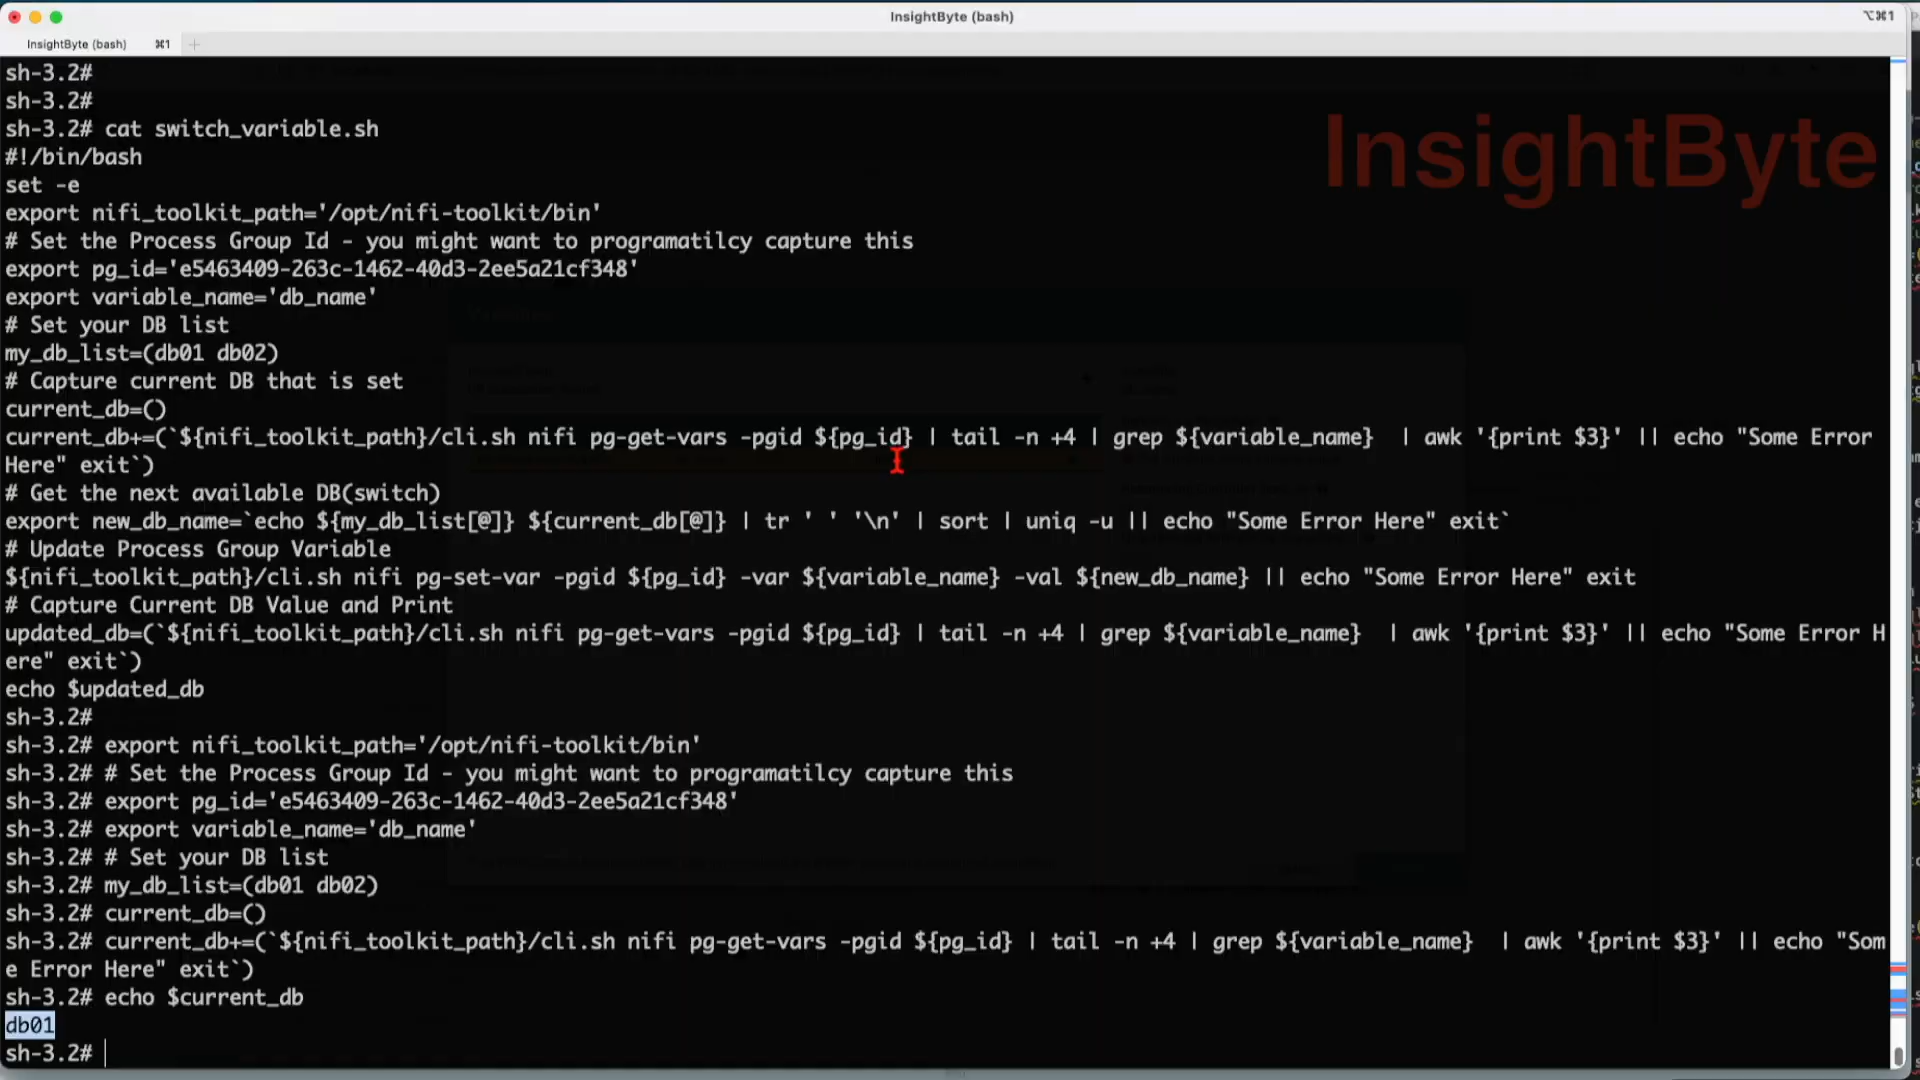 InsightByte (bash)
⌥⌘1
InsightByte (bash) ⌘1 +
InsightByte
sh-3.2#
sh-3.2#
sh-3.2# cat switch_variable.sh
#!/bin/bash
set -e
export nifi_toolkit_path='/opt/nifi-toolkit/bin'
# Set the Process Group Id - you might want to programatilcy capture this
export pg_id='e5463409-263c-1462-40d3-2ee5a21cf348'
export variable_name='db_name'
# Set your DB list
my_db_list=(db01 db02)
# Capture current DB that is set
current_db=()
current_db+=(`${nifi_toolkit_path}/cli.sh nifi pg-get-vars -pgid ${pg_id} | tail -n +4 | grep ${variable_name}  | awk '{print $3}' || echo "Some Error
Here" exit`)
# Get the next available DB(switch)
export new_db_name=`echo ${my_db_list[@]} ${current_db[@]} | tr ' ' '\n' | sort | uniq -u || echo "Some Error Here" exit`
# Update Process Group Variable
${nifi_toolkit_path}/cli.sh nifi pg-set-var -pgid ${pg_id} -var ${variable_name} -val ${new_db_name} || echo "Some Error Here" exit
# Capture Current DB Value and Print
updated_db=(`${nifi_toolkit_path}/cli.sh nifi pg-get-vars -pgid ${pg_id} | tail -n +4 | grep ${variable_name}  | awk '{print $3}' || echo "Some Error H
ere" exit`)
echo $updated_db
sh-3.2#
sh-3.2# export nifi_toolkit_path='/opt/nifi-toolkit/bin'
sh-3.2# # Set the Process Group Id - you might want to programatilcy capture this
sh-3.2# export pg_id='e5463409-263c-1462-40d3-2ee5a21cf348'
sh-3.2# export variable_name='db_name'
sh-3.2# # Set your DB list
sh-3.2# my_db_list=(db01 db02)
sh-3.2# current_db=()
sh-3.2# current_db+=(`${nifi_toolkit_path}/cli.sh nifi pg-get-vars -pgid ${pg_id} | tail -n +4 | grep ${variable_name}  | awk '{print $3}' || echo "Som
e Error Here" exit`)
sh-3.2# echo $current_db
db01
sh-3.2#